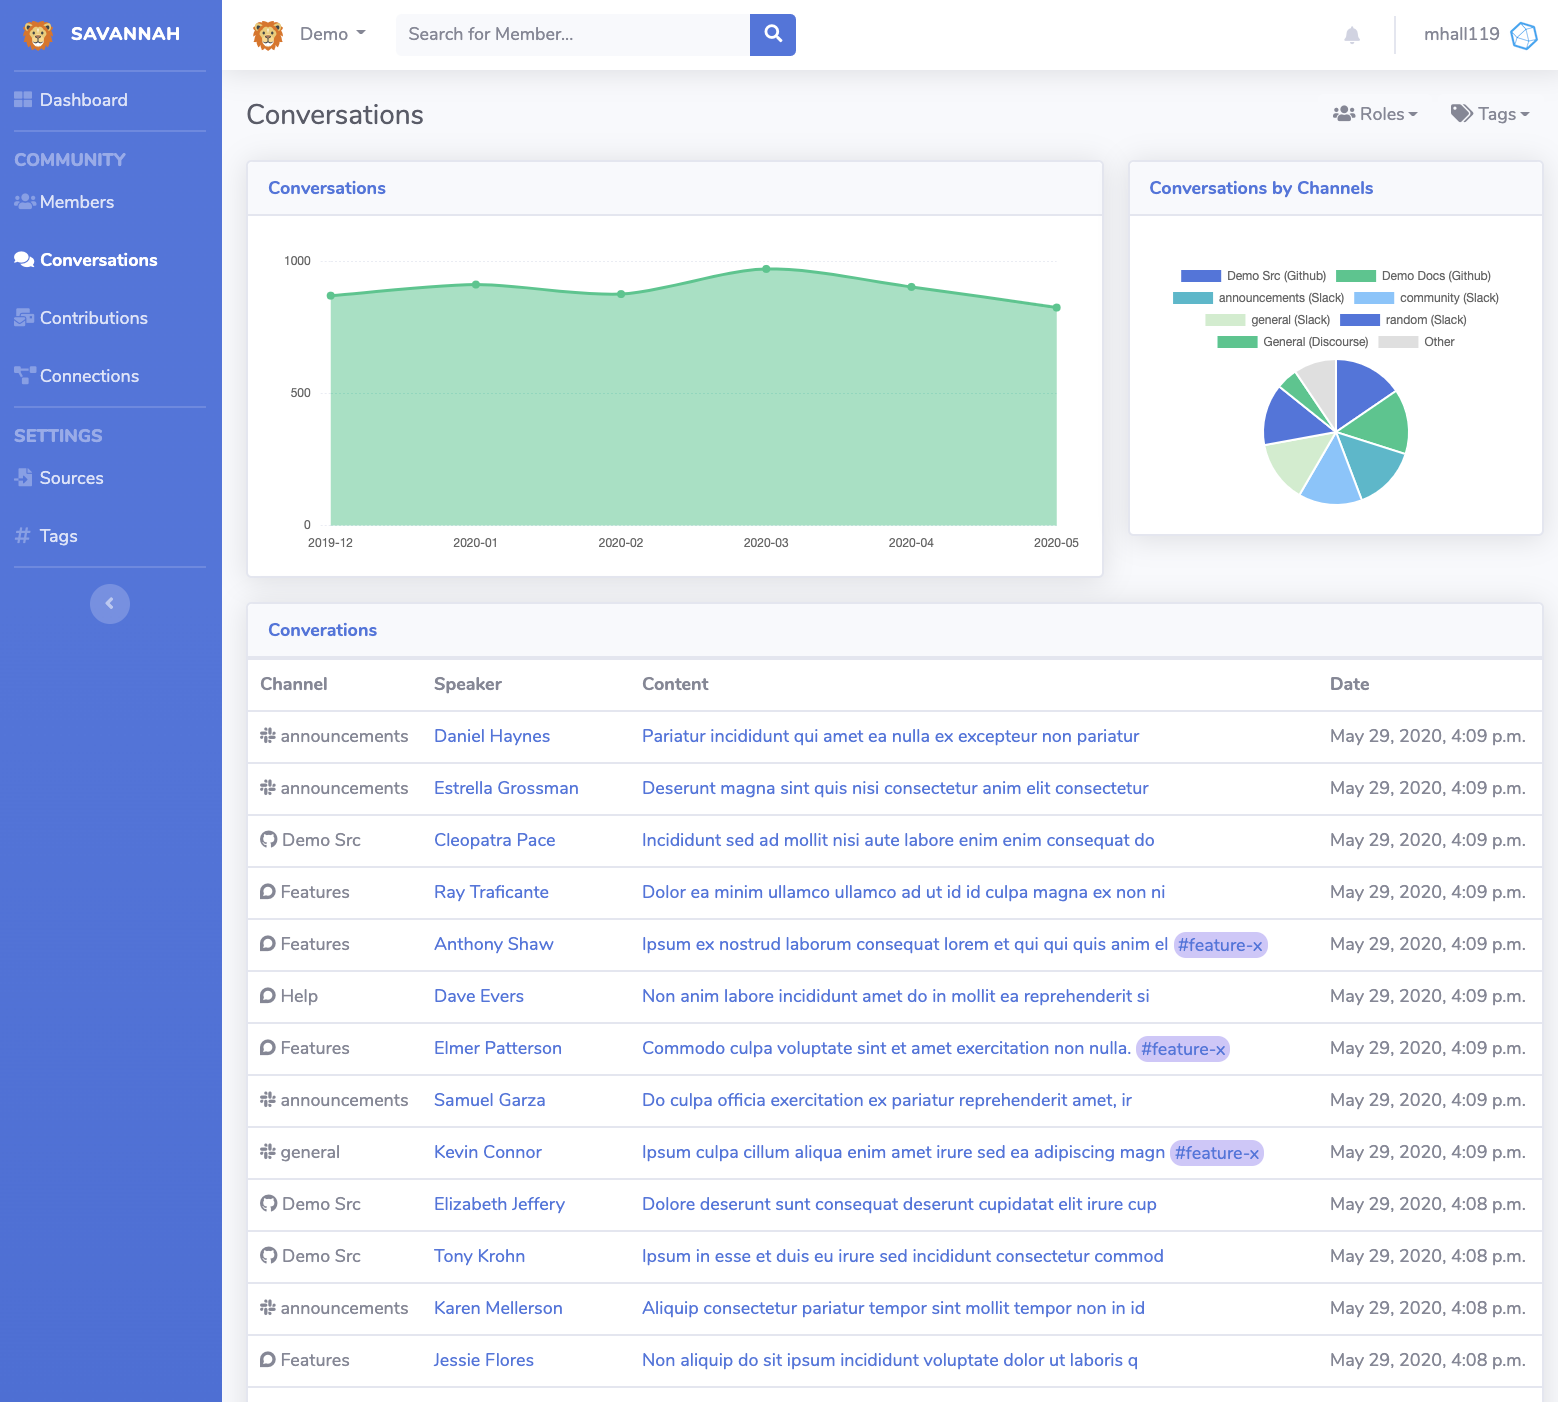 SAVANNAH
Dashboard
COMMUNITY
Members
Conversations
Contributions
Connections
SETTINGS
Sources
# Tags
Demo
Search for Member...
mhall119
Conversations
Roles
Tags
Conversations
1000
500
0
2019-12 2020-01 2020-02 2020-03 2020-04 2020-05
Conversations by Channels
Demo Src (Github) Demo Docs (Github)
announcements (Slack) community (Slack)
general (Slack) random (Slack)
General (Discourse) Other
Converations
Channel Speaker Content Date
announcements Daniel Haynes Pariatur incididunt qui amet ea nulla ex excepteur non pariatur May 29, 2020, 4:09 p.m.
announcements Estrella Grossman Deserunt magna sint quis nisi consectetur anim elit consectetur May 29, 2020, 4:09 p.m.
Demo Src Cleopatra Pace Incididunt sed ad mollit nisi aute labore enim enim consequat do May 29, 2020, 4:09 p.m.
Features Ray Traficante Dolor ea minim ullamco ullamco ad ut id id culpa magna ex non ni May 29, 2020, 4:09 p.m.
Features Anthony Shaw Ipsum ex nostrud laborum consequat lorem et qui qui quis anim el #feature-x May 29, 2020, 4:09 p.m.
Help Dave Evers Non anim labore incididunt amet do in mollit ea reprehenderit si May 29, 2020, 4:09 p.m.
Features Elmer Patterson Commodo culpa voluptate sint et amet exercitation non nulla. #feature-x May 29, 2020, 4:09 p.m.
announcements Samuel Garza Do culpa officia exercitation ex pariatur reprehenderit amet, ir May 29, 2020, 4:09 p.m.
general Kevin Connor Ipsum culpa cillum aliqua enim amet irure sed ea adipiscing magn #feature-x May 29, 2020, 4:09 p.m.
Demo Src Elizabeth Jeffery Dolore deserunt sunt consequat deserunt cupidatat elit irure cup May 29, 2020, 4:08 p.m.
Demo Src Tony Krohn Ipsum in esse et duis eu irure sed incididunt consectetur commod May 29, 2020, 4:08 p.m.
announcements Karen Mellerson Aliquip consectetur pariatur tempor sint mollit tempor non in id May 29, 2020, 4:08 p.m.
Features Jessie Flores Non aliquip do sit ipsum incididunt voluptate dolor ut laboris q May 29, 2020, 4:08 p.m.